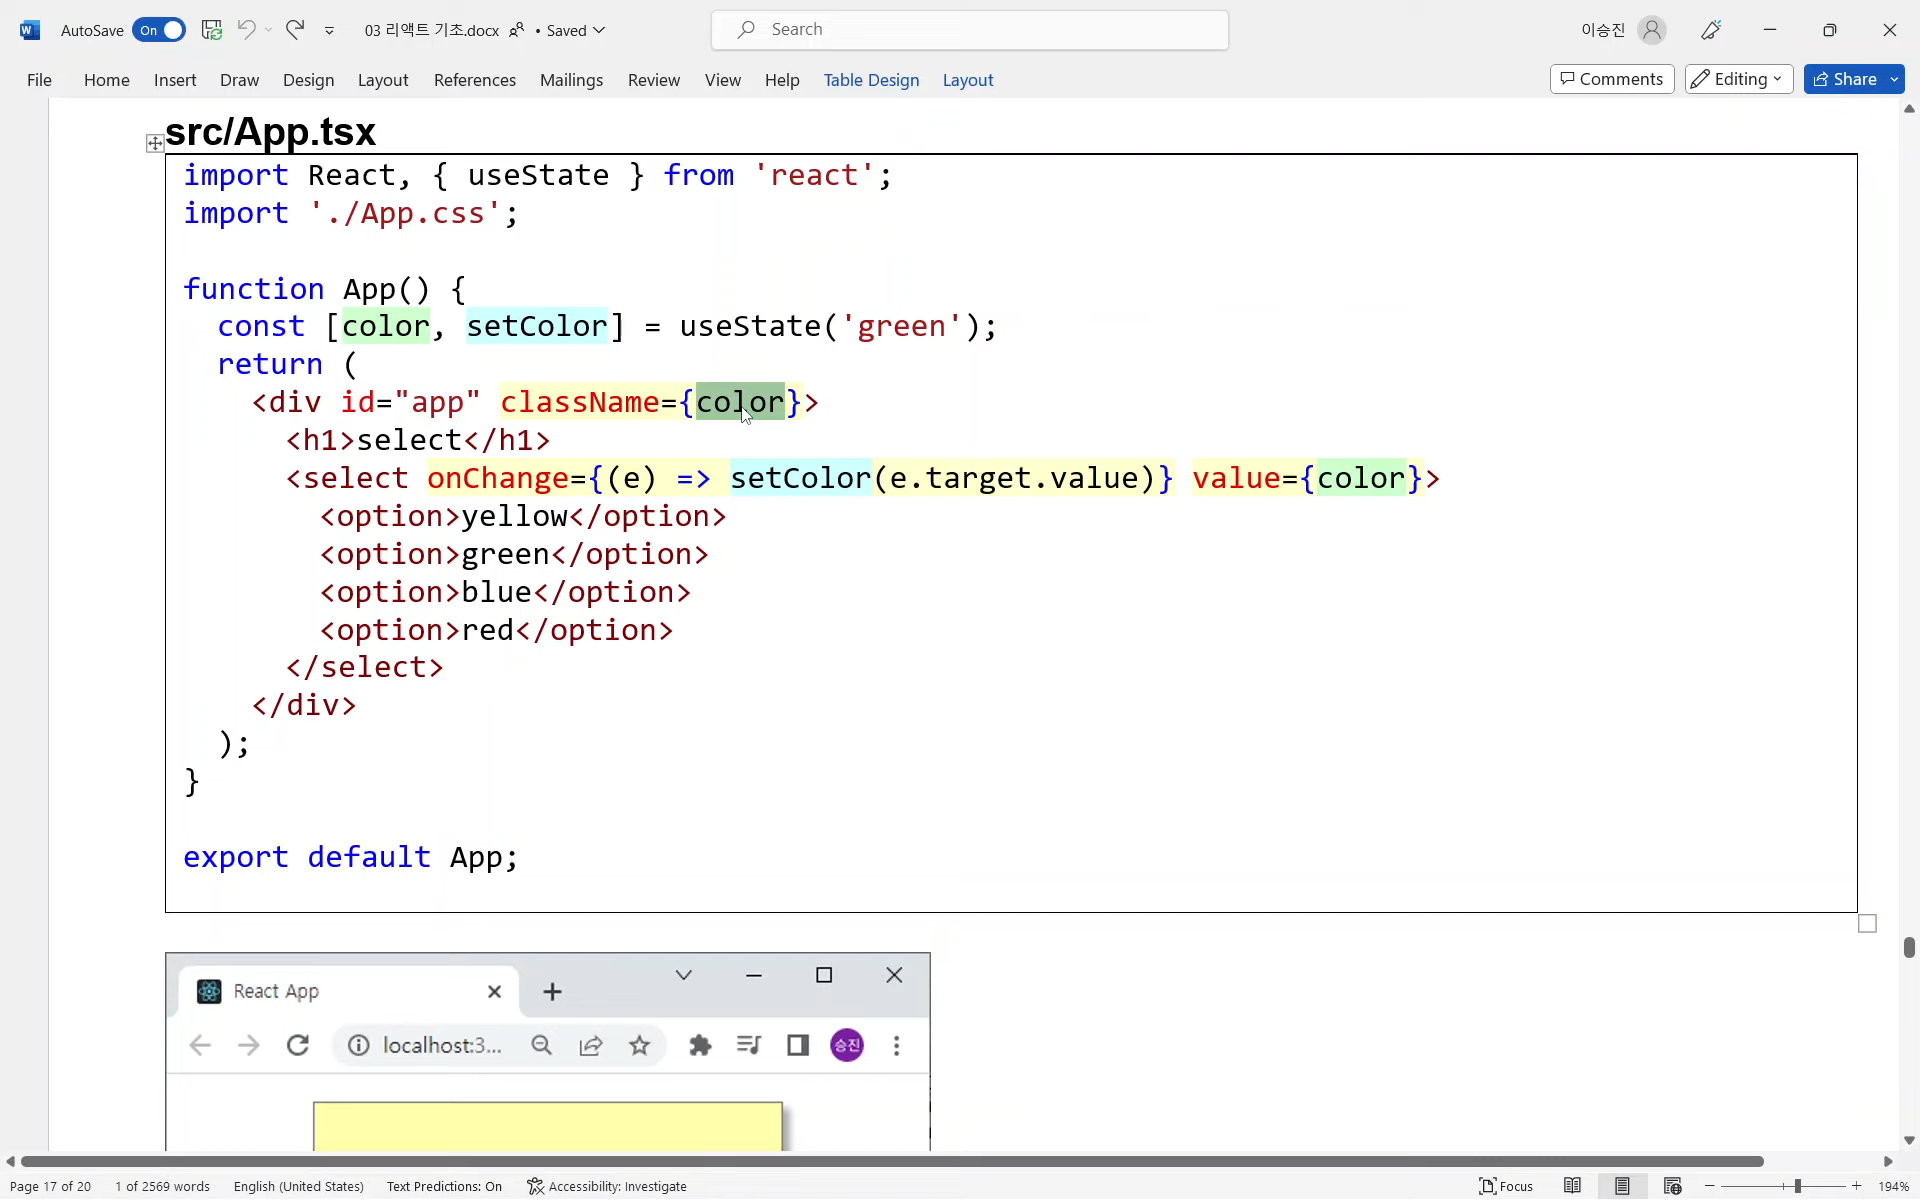 AutoSave On 03 리액트 기초.docx • Saved Search 이승진
File Home Insert Draw Design Layout References Mailings Review View Help Table Design Layout Comments Editing Share
src/App.tsx
import React, { useState } from 'react';
import './App.css';
function App() {
const [color, setColor] = useState('green');
return (
<div id="app" className={color}>
<h1>select</h1>
<select onChange={(e) => setColor(e.target.value)} value={color}>
<option>yellow</option>
<option>green</option>
<option>blue</option>
<option>red</option>
</select>
</div>
);
}
export default App;
React App
localhost:3... 승진
Page 17 of 20 1 of 2569 words English (United States) Text Predictions: On Accessibility: Investigate Focus 194%